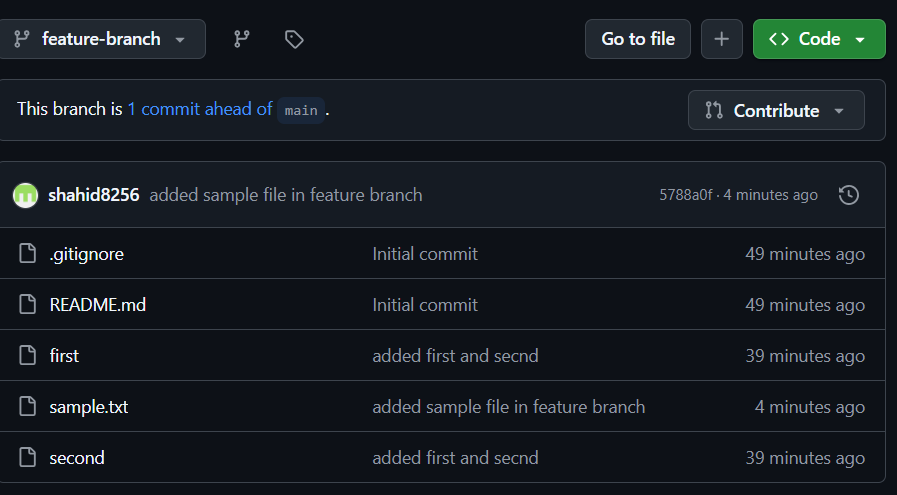 feature-branch Go to file Code
This branch is 1 commit ahead of main. Contribute
shahid8256 added sample file in feature branch 5788a0f · 4 minutes ago
.gitignore Initial commit 49 minutes ago
README.md Initial commit 49 minutes ago
first added first and secnd 39 minutes ago
sample.txt added sample file in feature branch 4 minutes ago
second added first and secnd 39 minutes ago